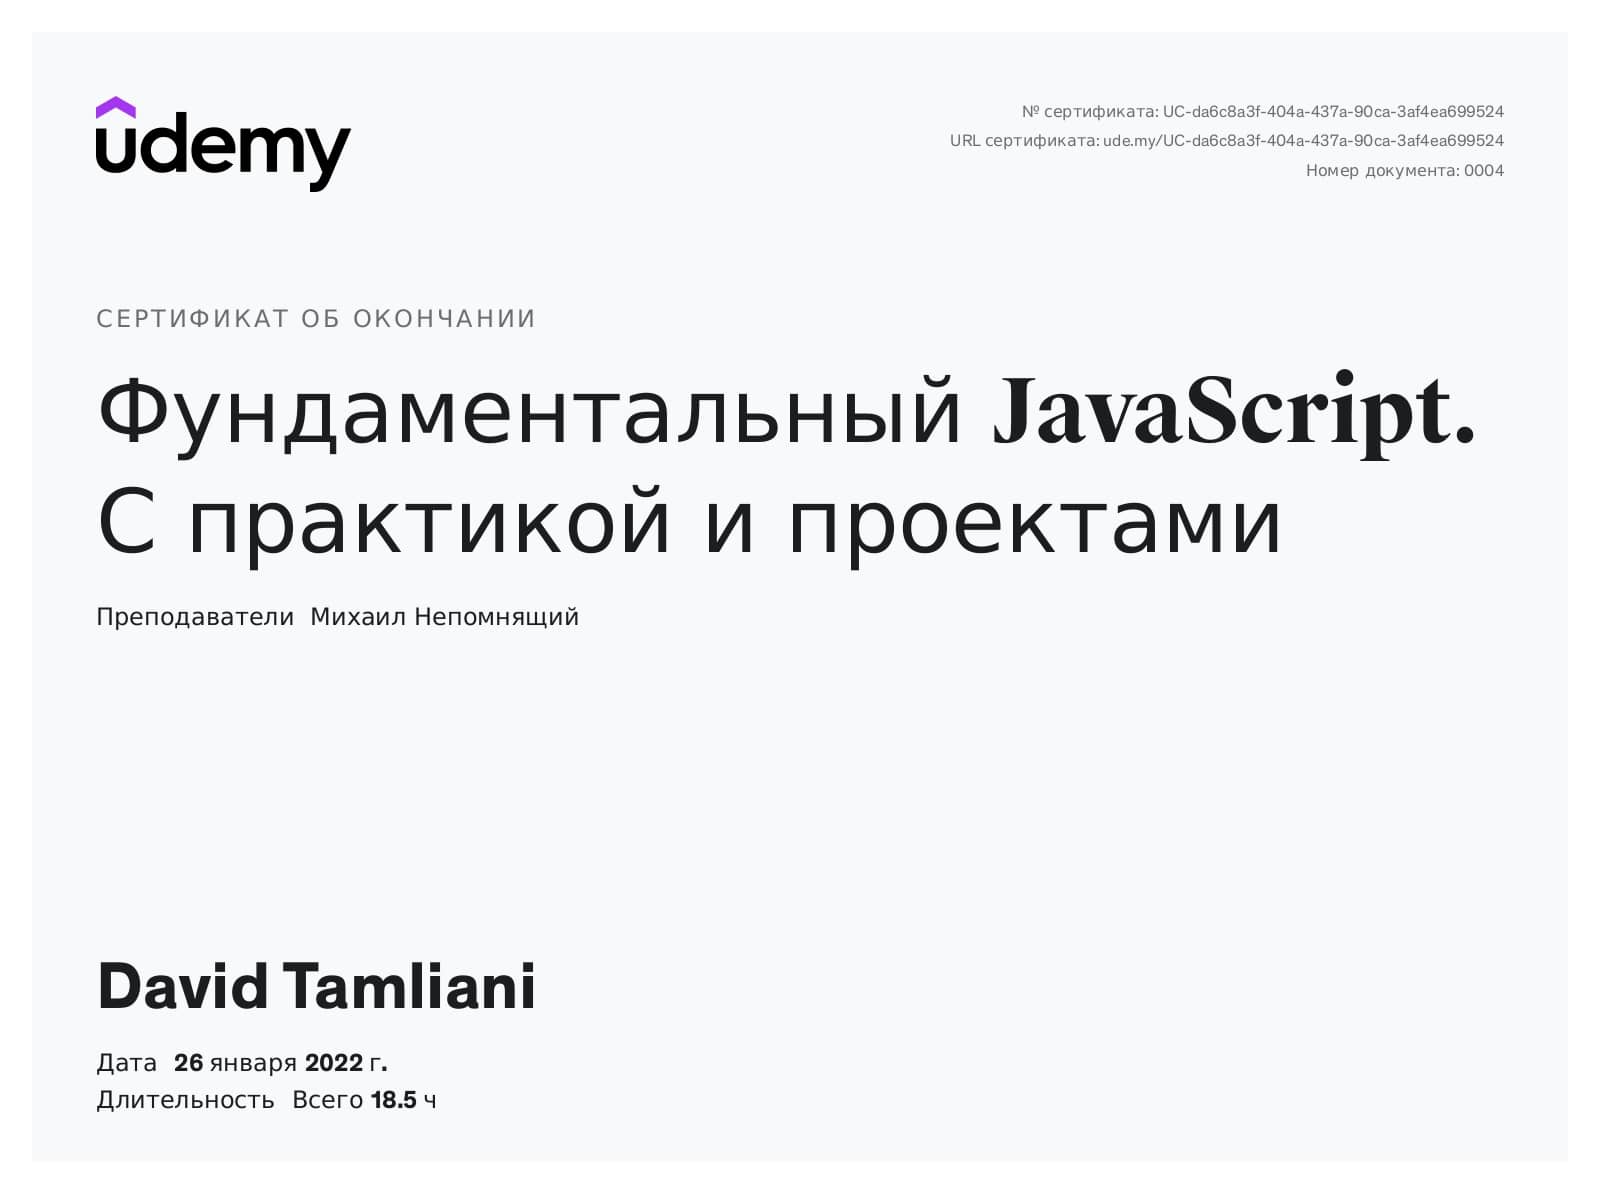 udemy
№ сертификата: UC-da6c8a3f-404a-437a-90ca-3af4ea699524
URL сертификата: ude.my/UC-da6c8a3f-404a-437a-90ca-3af4ea699524
Номер документа: 0004
СЕРТИФИКАТ ОБ ОКОНЧАНИИ
Фундаментальный JavaScript.
С практикой и проектами
Преподаватели Михаил Непомнящий
David Tamliani
Дата 26 января 2022 г.
Длительность Всего 18.5 ч